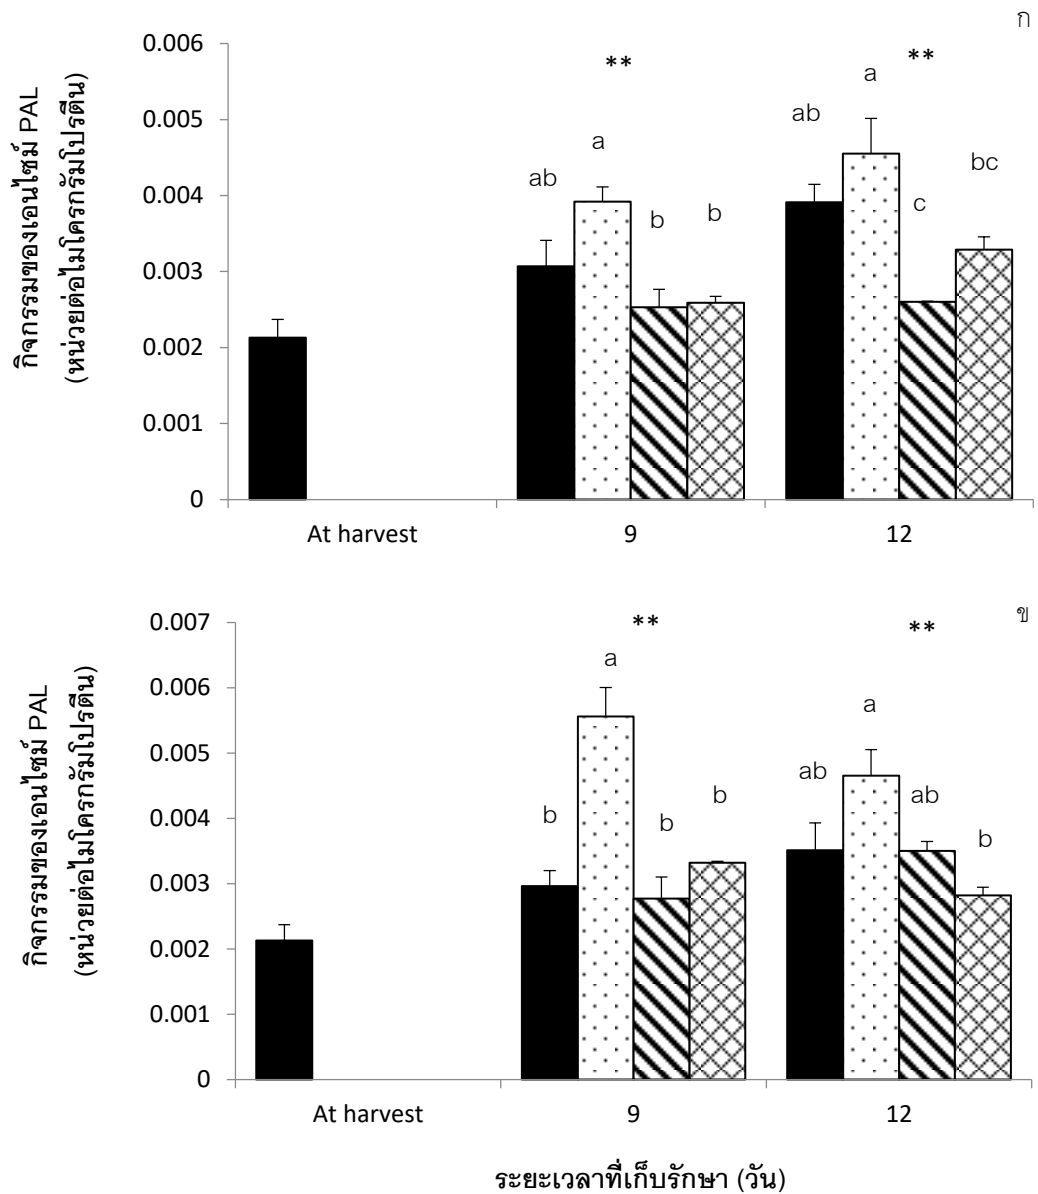 ก
กิจกรรมของเอนไซม์ PAL
(หน่วยต่อไมโครกรัมโปรตีน)
0.006
0.005
0.004
0.003
0.002
0.001
0
**
**
ab
a
b
b
ab
a
c
bc
At harvest
9
12
ข
กิจกรรมของเอนไซม์ PAL
(หน่วยต่อไมโครกรัมโปรตีน)
0.007
0.006
0.005
0.004
0.003
0.002
0.001
0
**
**
b
a
b
b
ab
a
ab
b
At harvest
9
12
ระยะเวลาที่เก็บรักษา (วัน)